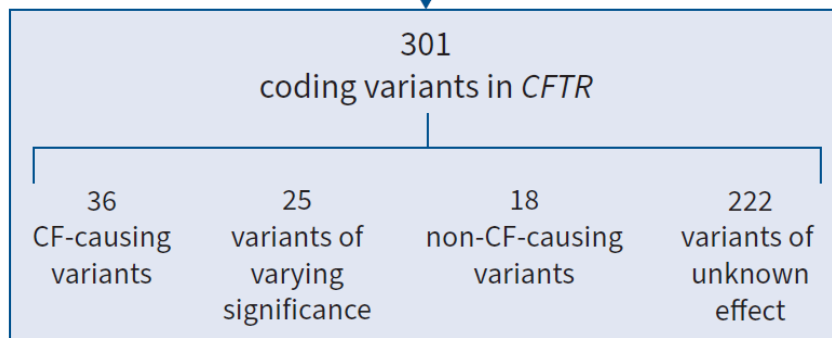 301
coding variants in CFTR
36
CF-causing
variants
25
variants of
varying
significance
18
non-CF-causing
variants
222
variants of
unknown
effect